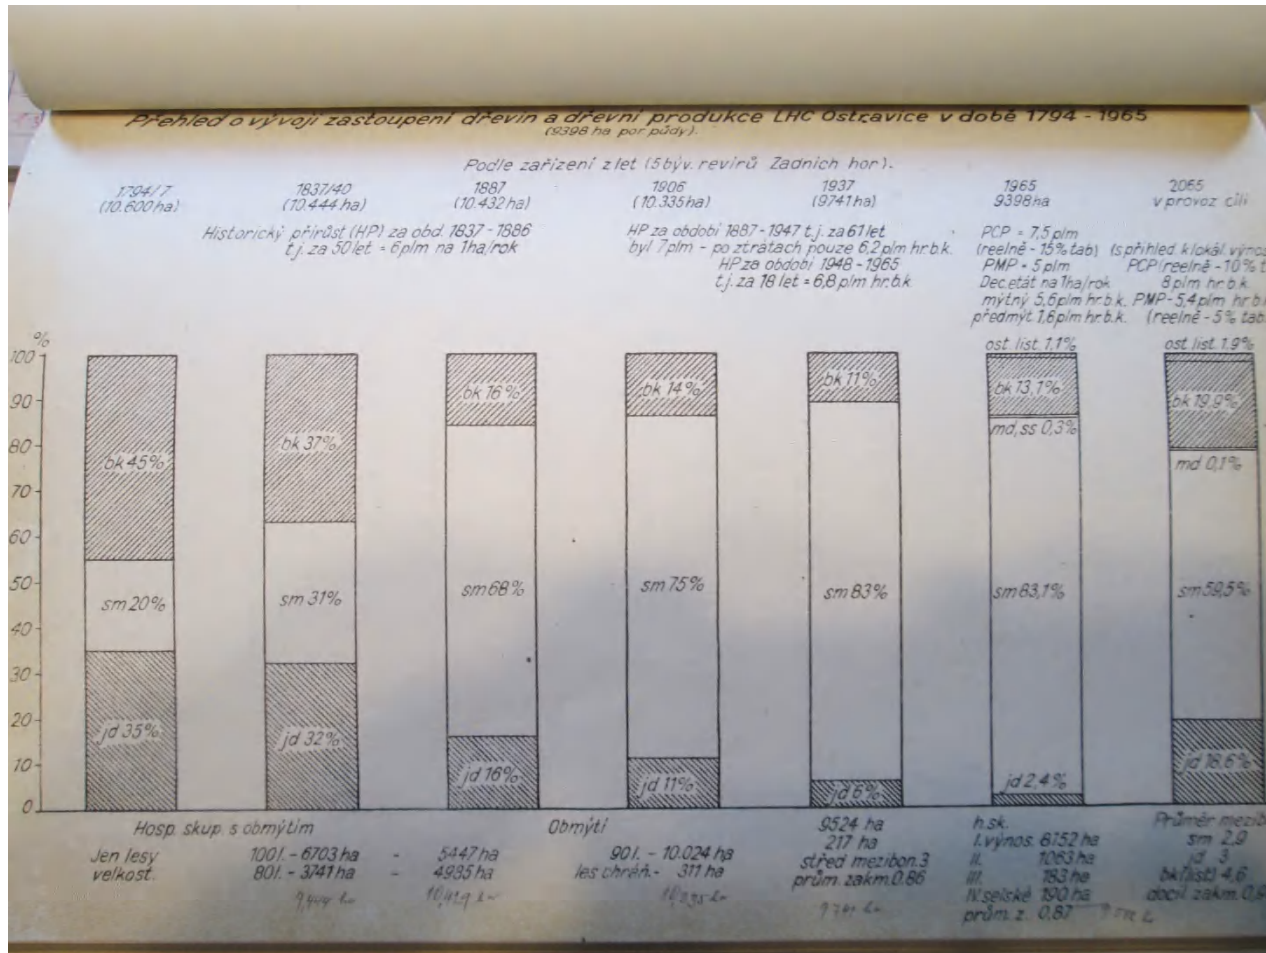 Přehled o vývoji zastoupení dřevin a dřevní produkce LHC Ostravice v době 1794 - 1965
(9398 ha por. půdy).
Podle zařízení z let (5 býv. revírů Zadních hor).
1794/7 1837/40 1887 1906 1937 1965 2065
(10.600 ha) (10.444 ha) (10.432 ha) (10.335 ha) (9741 ha) 9398 ha v provoz. cíli
Historický přírůst (HP) za obd. 1837 - 1886
t.j. za 50 let = 6 plm na 1ha/rok
HP za období 1887 - 1947 t.j. za 61 let
byl 7 plm - po ztrátách pouze 6,2 plm hr.b.k.
HP za období 1948 - 1965
t.j. za 18 let = 6,8 plm hr.b.k
PCP = 7,5 plm
(reelně - 15% tab)
PMP = 5 plm
Dec.etát na 1ha/rok
mýtný 5,6 plm hr.b.k.
předmýt 1,6 plm hr.b.k.
(s přihled. k lokál. výnos
PCP(reelně - 10% t
8 plm hr.b.k.
PMP - 5,4 plm hr.b
(reelně - 5% tab.
%
100
90
80
70
60
50
40
30
20
10
0
bk 45%
sm 20%
jd 35%
bk 37%
sm 31%
jd 32%
bk 16%
sm 68%
jd 16%
bk 14%
sm 75%
jd 11%
bk 11%
sm 83%
jd 6%
ost. list. 1,1%
bk 13,1%
md, ss 0,3%
sm 83,1%
jd 2,4%
ost. list. 1,9%
bk 19,9%
md 0,1%
sm 59,5%
jd 18,6%
Hosp. skup. s obmýtím
Jen lesy 100 l. - 6703 ha - 5447 ha
velkost. 80 l. - 3741 ha - 4985 ha
Obmýtí
90 l. - 10.024 ha
les chráň. - 311 ha
9524 ha
217 ha
střed mezibon. 3
prům. zakm. 0.86
h.sk.
I. výnos. 8152 ha
II. 1063 ha
III. 183 ha
IV. selské 190 ha
prům. z. 0,87
Průměr mezib
sm 2,9
jd 3
bk(list) 4,6
docíl. zakm. 0,9